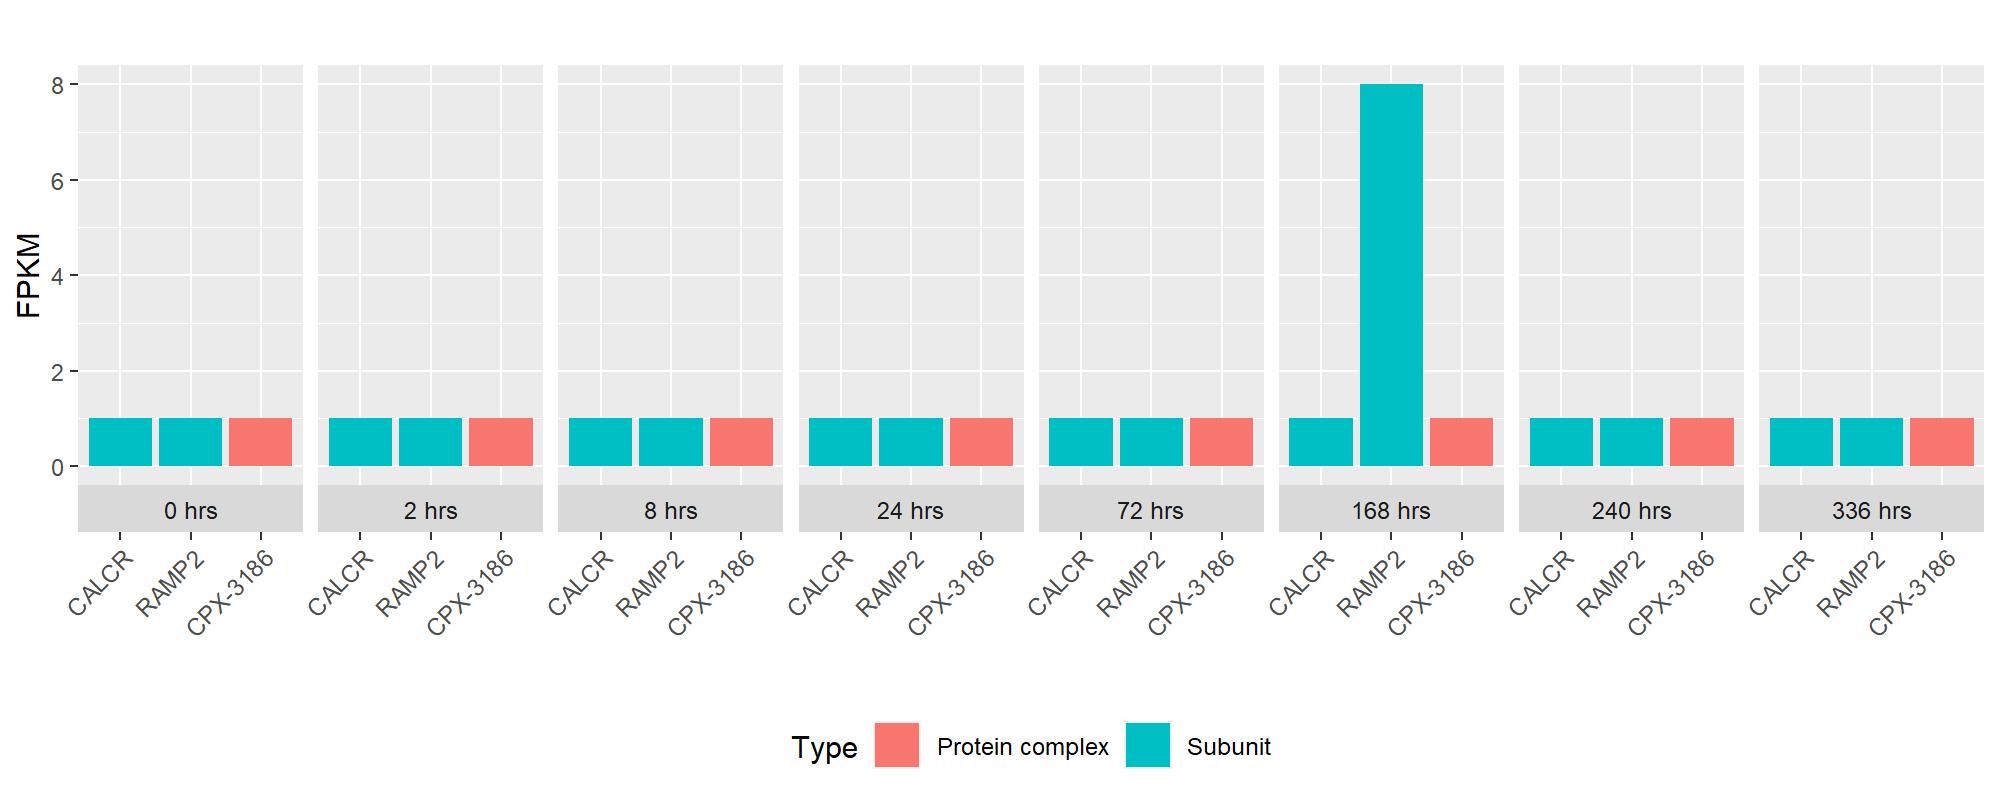 FPKM
8
6
4
2
0
0 hrs
2 hrs
8 hrs
24 hrs
72 hrs
168 hrs
240 hrs
336 hrs
CALCR
RAMP2
CPX-3186
CALCR
RAMP2
CPX-3186
CALCR
RAMP2
CPX-3186
CALCR
RAMP2
CPX-3186
CALCR
RAMP2
CPX-3186
CALCR
RAMP2
CPX-3186
CALCR
RAMP2
CPX-3186
CALCR
RAMP2
CPX-3186
Type Protein complex Subunit